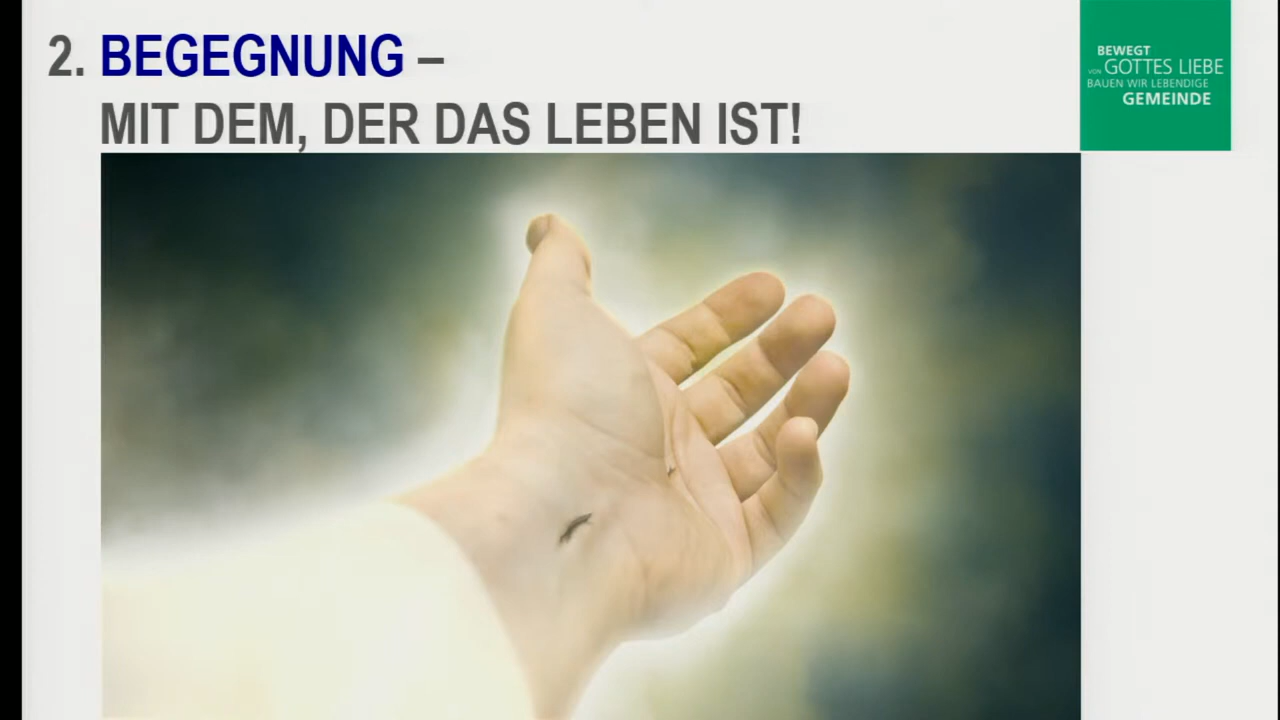 2. BEGEGNUNG –
MIT DEM, DER DAS LEBEN IST!
BEWEGT
VON GOTTES LIEBE
BAUEN WIR LEBENDIGE
GEMEINDE